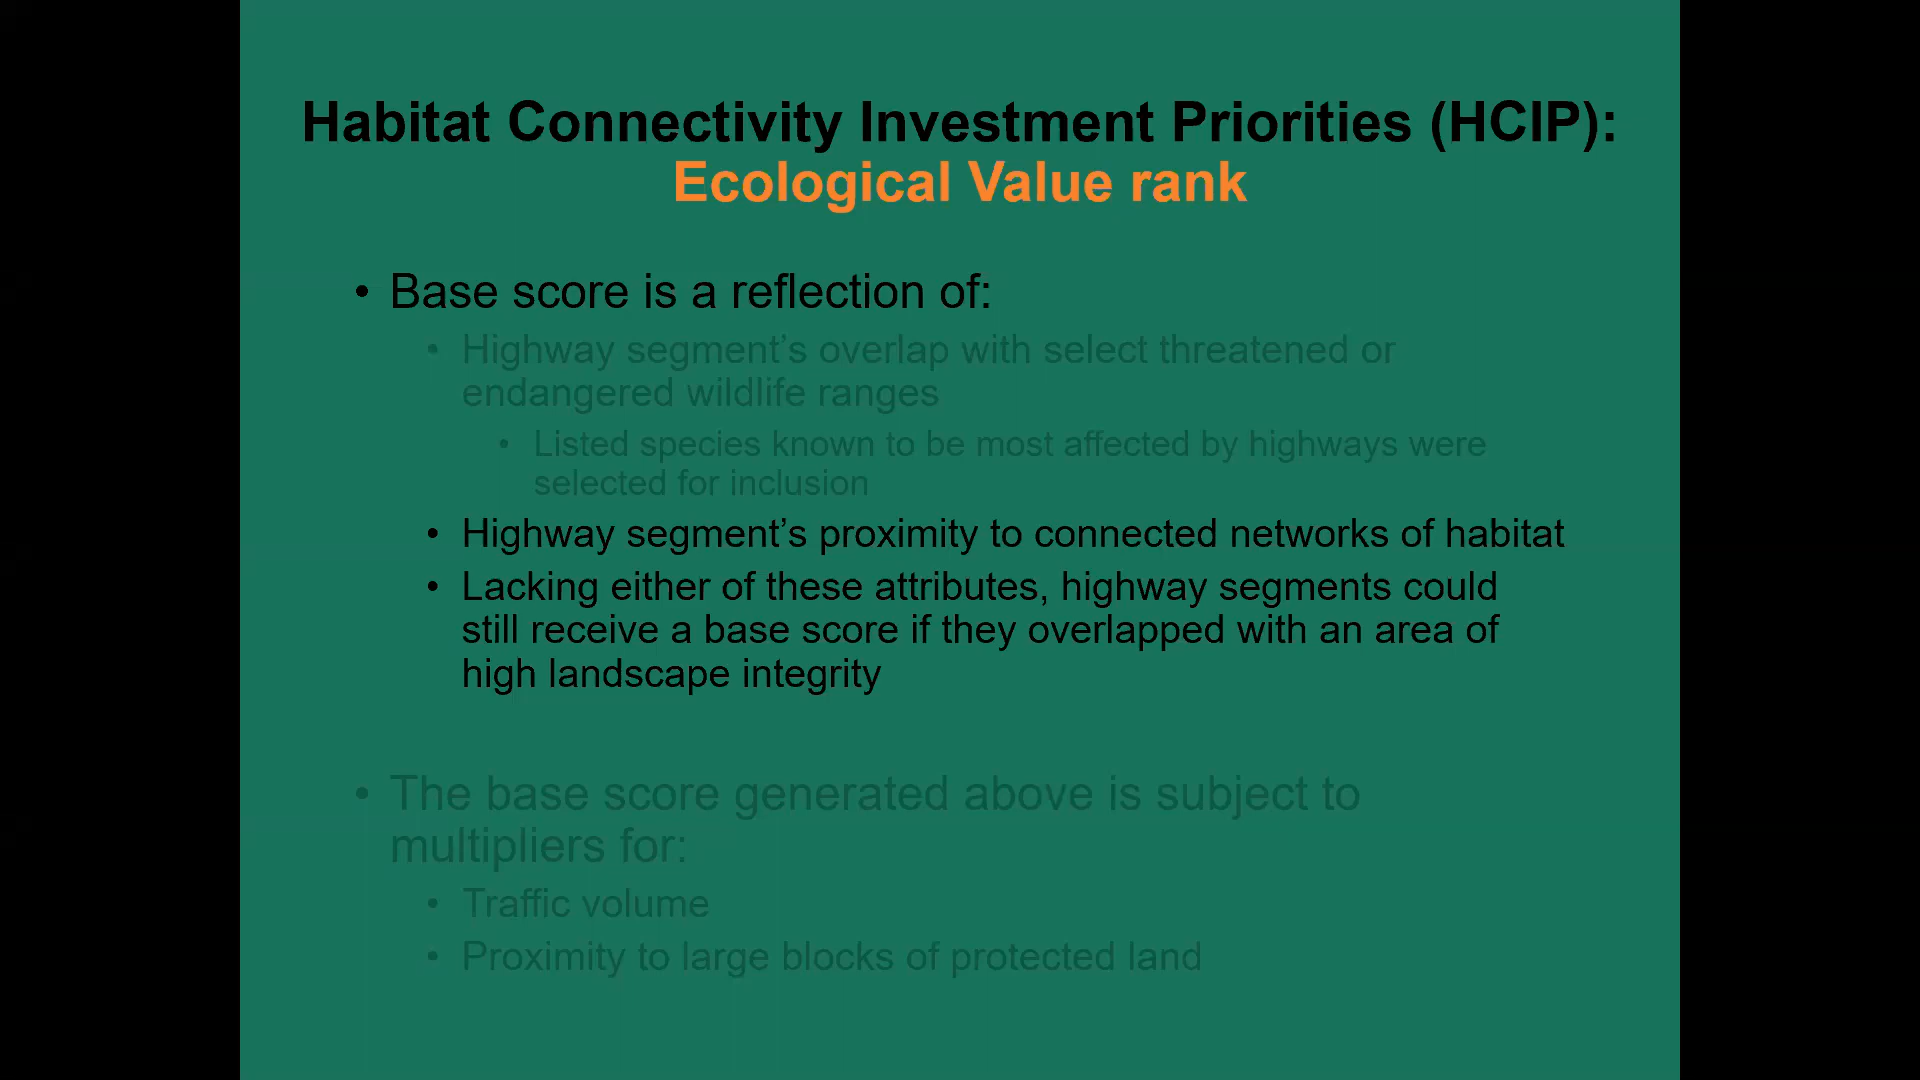 Habitat Connectivity Investment Priorities (HCIP):
Ecological Value rank
• Base score is a reflection of:
• Highway segment’s overlap with select threatened or
endangered wildlife ranges
• Listed species known to be most affected by highways were
selected for inclusion
• Highway segment’s proximity to connected networks of habitat
• Lacking either of these attributes, highway segments could
still receive a base score if they overlapped with an area of
high landscape integrity
• The base score generated above is subject to
multipliers for:
• Traffic volume
• Proximity to large blocks of protected land